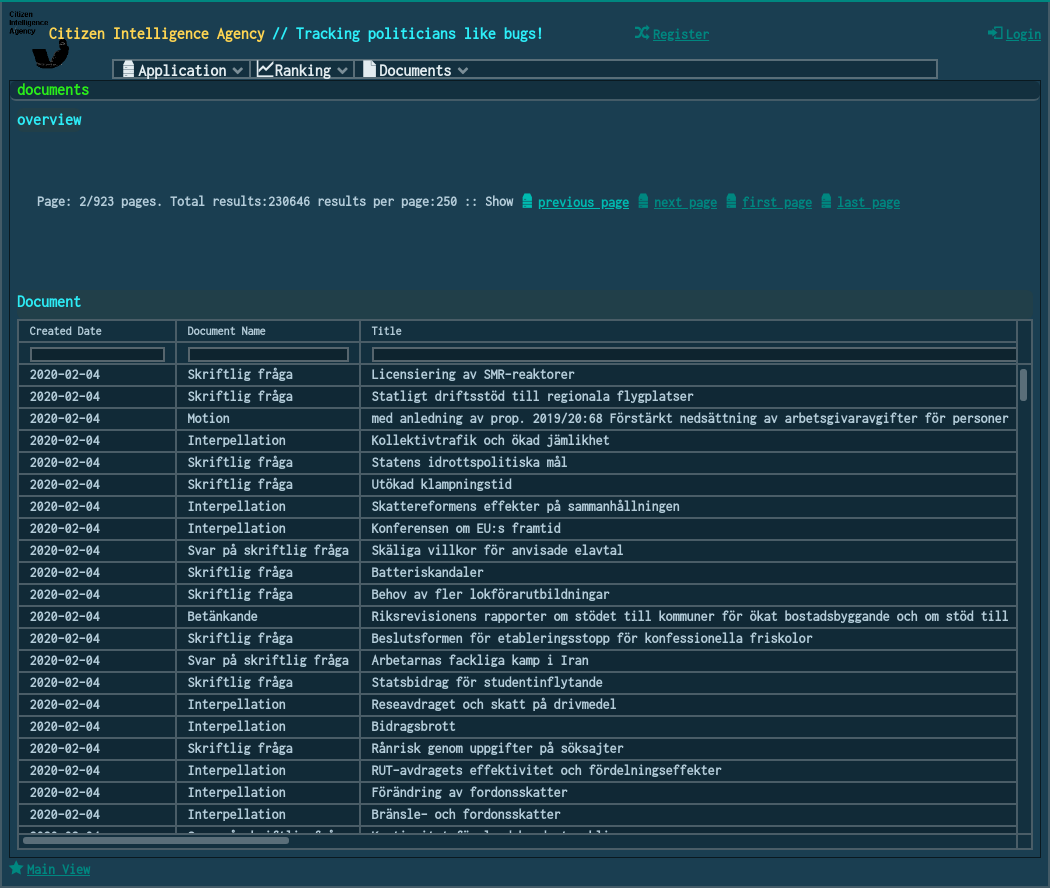 Citizen
Intelligence
Agency
Citizen Intelligence Agency // Tracking politicians like bugs!
Register
Login
Application Ranking Documents
documents
overview
Page: 2/923 pages. Total results:230646 results per page:250 :: Show previous page next page first page last page
Document
Created Date Document Name Title
2020-02-04 Skriftlig fråga Licensiering av SMR-reaktorer
2020-02-04 Skriftlig fråga Statligt driftsstöd till regionala flygplatser
2020-02-04 Motion med anledning av prop. 2019/20:68 Förstärkt nedsättning av arbetsgivaravgifter för personer
2020-02-04 Interpellation Kollektivtrafik och ökad jämlikhet
2020-02-04 Skriftlig fråga Statens idrottspolitiska mål
2020-02-04 Skriftlig fråga Utökad klampningstid
2020-02-04 Interpellation Skattereformens effekter på sammanhållningen
2020-02-04 Interpellation Konferensen om EU:s framtid
2020-02-04 Svar på skriftlig fråga Skäliga villkor för anvisade elavtal
2020-02-04 Skriftlig fråga Batteriskandaler
2020-02-04 Skriftlig fråga Behov av fler lokförarutbildningar
2020-02-04 Betänkande Riksrevisionens rapporter om stödet till kommuner för ökat bostadsbyggande och om stöd till
2020-02-04 Skriftlig fråga Beslutsformen för etableringsstopp för konfessionella friskolor
2020-02-04 Svar på skriftlig fråga Arbetarnas fackliga kamp i Iran
2020-02-04 Skriftlig fråga Statsbidrag för studentinflytande
2020-02-04 Interpellation Reseavdraget och skatt på drivmedel
2020-02-04 Interpellation Bidragsbrott
2020-02-04 Skriftlig fråga Rånrisk genom uppgifter på söksajter
2020-02-04 Interpellation RUT-avdragets effektivitet och fördelningseffekter
2020-02-04 Interpellation Förändring av fordonsskatter
2020-02-04 Interpellation Bränsle- och fordonsskatter
2020-02-04 Svar på skriftlig fråga
Main View